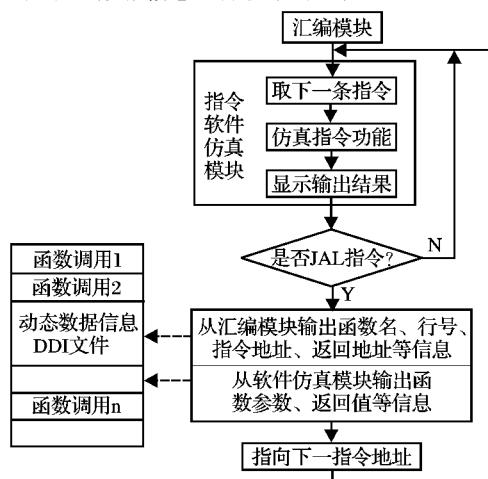 汇编模块
指令
软件
仿真
模块
取下一条指令
仿真指令功能
显示输出结果
是否JAL指令?
N
Y
函数调用1
函数调用2
动态数据信息
DDI文件
函数调用n
从汇编模块输出函数名、行号、
指令地址、返回地址等信息
从软件仿真模块输出函
数参数、返回值等信息
指向下一指令地址